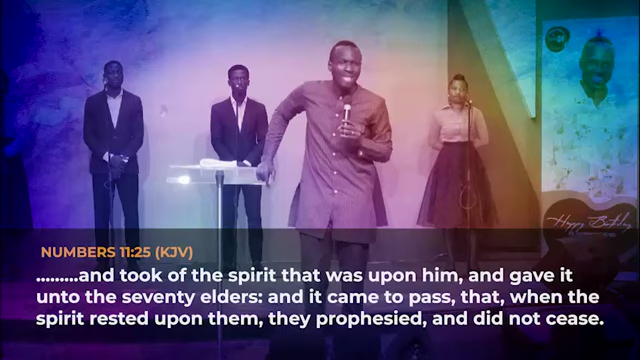 Happy Birthday
NUMBERS 11:25 (KJV)
.........and took of the spirit that was upon him, and gave it
unto the seventy elders: and it came to pass, that, when the
spirit rested upon them, they prophesied, and did not cease.